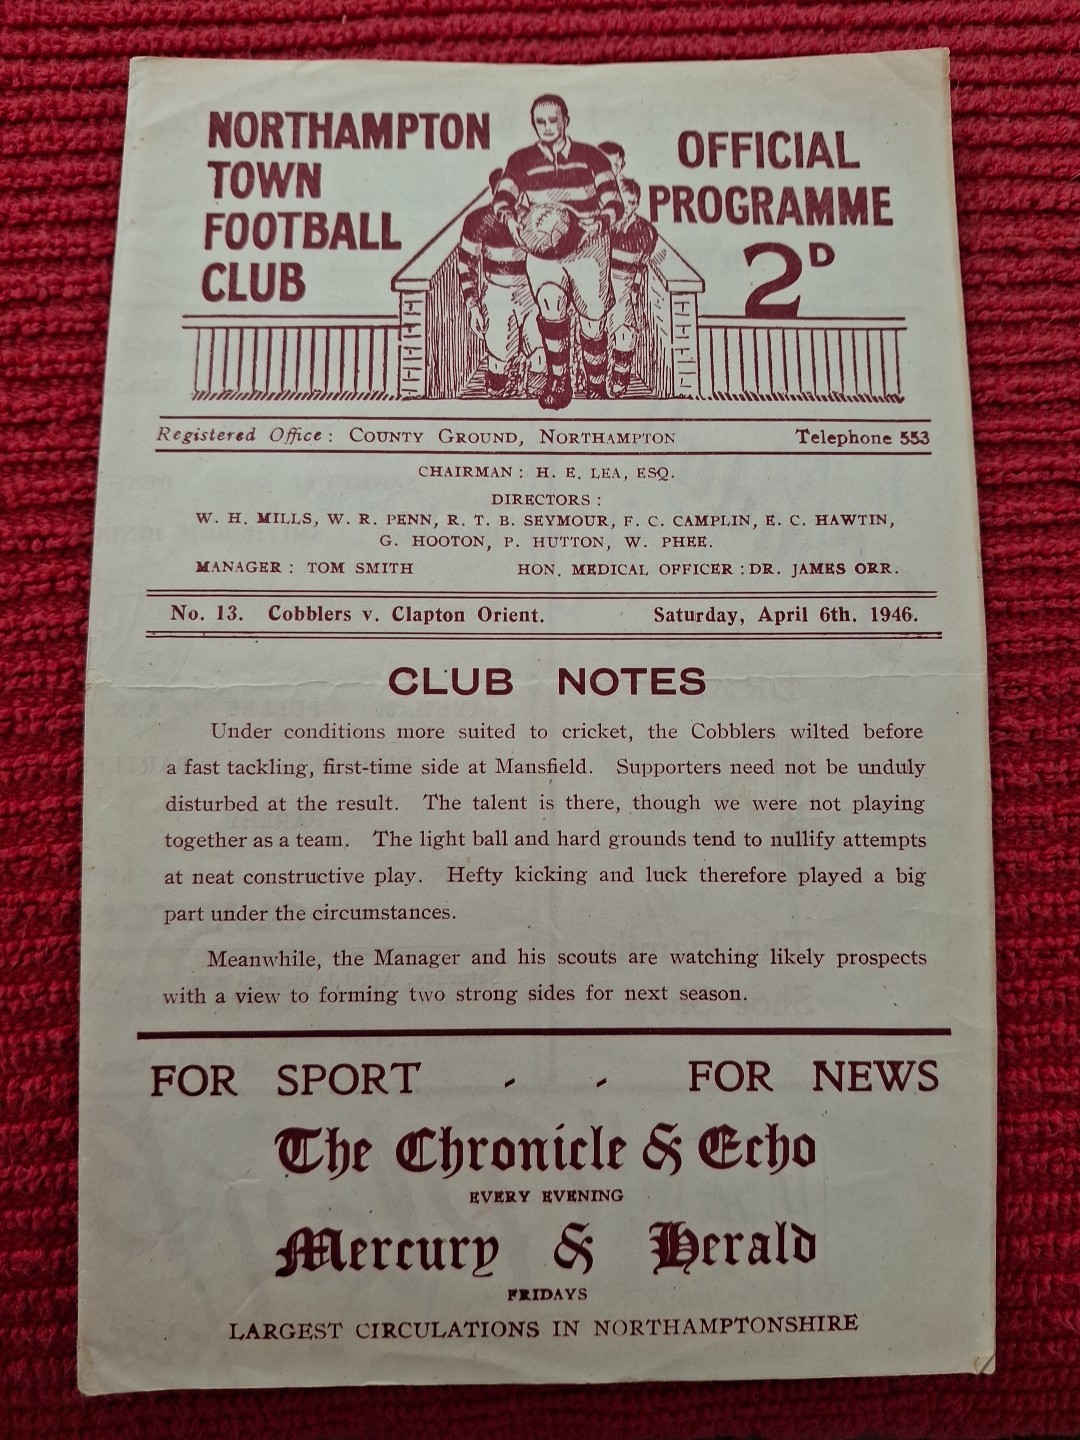 NORTHAMPTON
TOWN
FOOTBALL
CLUB
OFFICIAL
PROGRAMME
2D
Registered Office: COUNTY GROUND, NORTHAMPTON Telephone 553
CHAIRMAN: H. E. LEA, ESQ.
DIRECTORS:
W. H. MILLS, W. R. PENN, R. T. B. SEYMOUR, F. C. CAMPLIN, E. C. HAWTIN,
G. HOOTON, P. HUTTON, W. PHEE.
MANAGER: TOM SMITH HON. MEDICAL OFFICER: DR. JAMES ORR.
No. 13. Cobblers v. Clapton Orient. Saturday, April 6th. 1946.
CLUB NOTES
Under conditions more suited to cricket, the Cobblers wilted before
a fast tackling, first-time side at Mansfield. Supporters need not be unduly
disturbed at the result. The talent is there, though we were not playing
together as a team. The light ball and hard grounds tend to nullify attempts
at neat constructive play. Hefty kicking and luck therefore played a big
part under the circumstances.
Meanwhile, the Manager and his scouts are watching likely prospects
with a view to forming two strong sides for next season.
FOR SPORT - - FOR NEWS
The Chronicle & Echo
EVERY EVENING
Mercury & Herald
FRIDAYS
LARGEST CIRCULATIONS IN NORTHAMPTONSHIRE